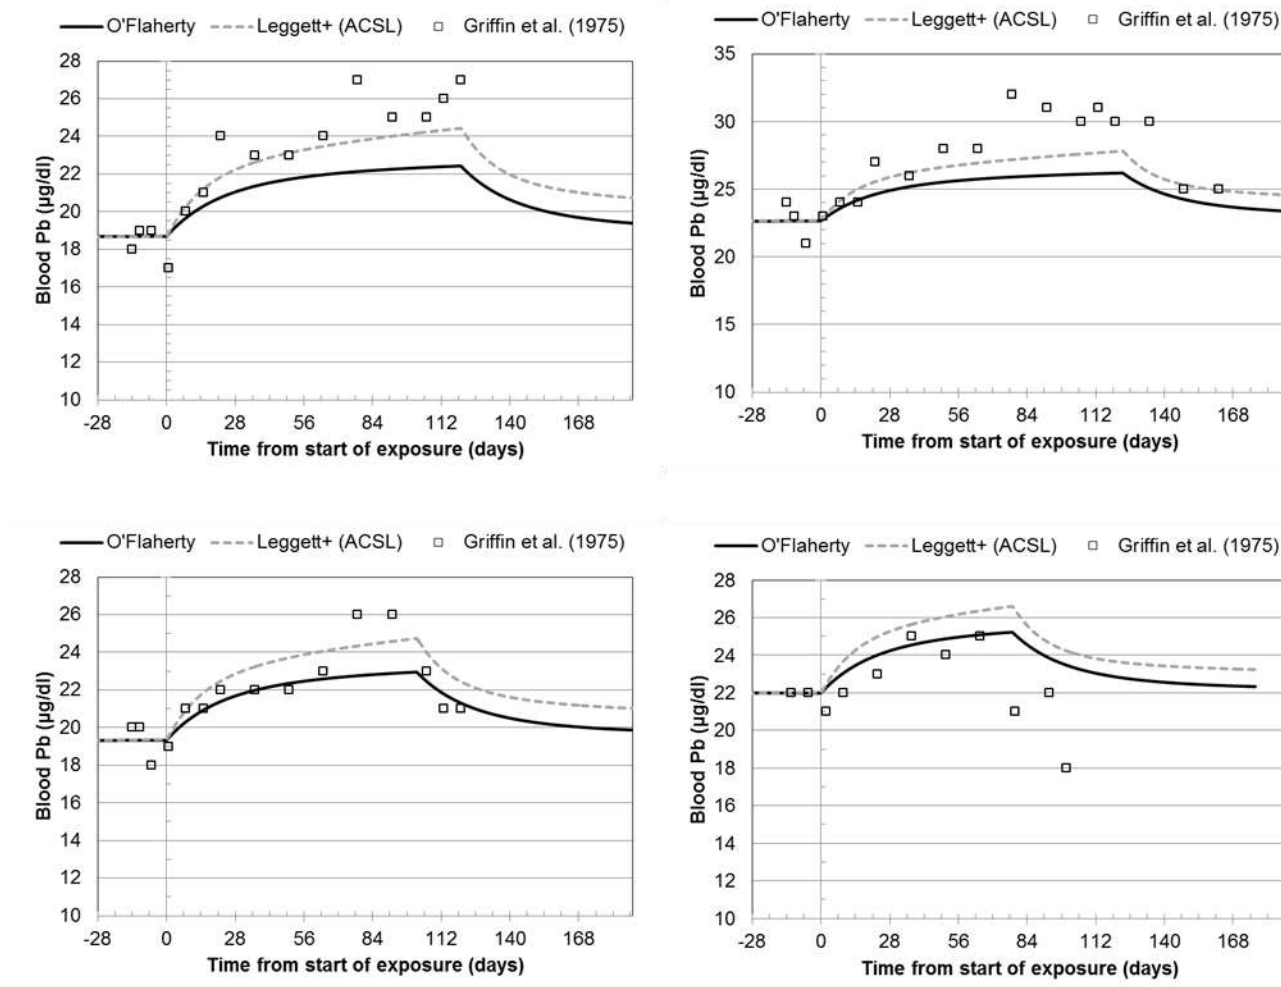 O'Flaherty Leggett+ (ACSL) Griffin et al. (1975)
28
26
24
22
20
18
16
14
12
10
Blood Pb (µg/dl)
-28 0 28 56 84 112 140 168
Time from start of exposure (days)
O'Flaherty Leggett+ (ACSL) Griffin et al. (1975)
35
30
25
20
15
10
Blood Pb (µg/dl)
-28 0 28 56 84 112 140 168
Time from start of exposure (days)
O'Flaherty Leggett+ (ACSL) Griffin et al. (1975)
28
26
24
22
20
18
16
14
12
10
Blood Pb (µg/dl)
-28 0 28 56 84 112 140 168
Time from start of exposure (days)
O'Flaherty Leggett+ (ACSL) Griffin et al. (1975)
28
26
24
22
20
18
16
14
12
10
Blood Pb (µg/dl)
-28 0 28 56 84 112 140 168
Time from start of exposure (days)